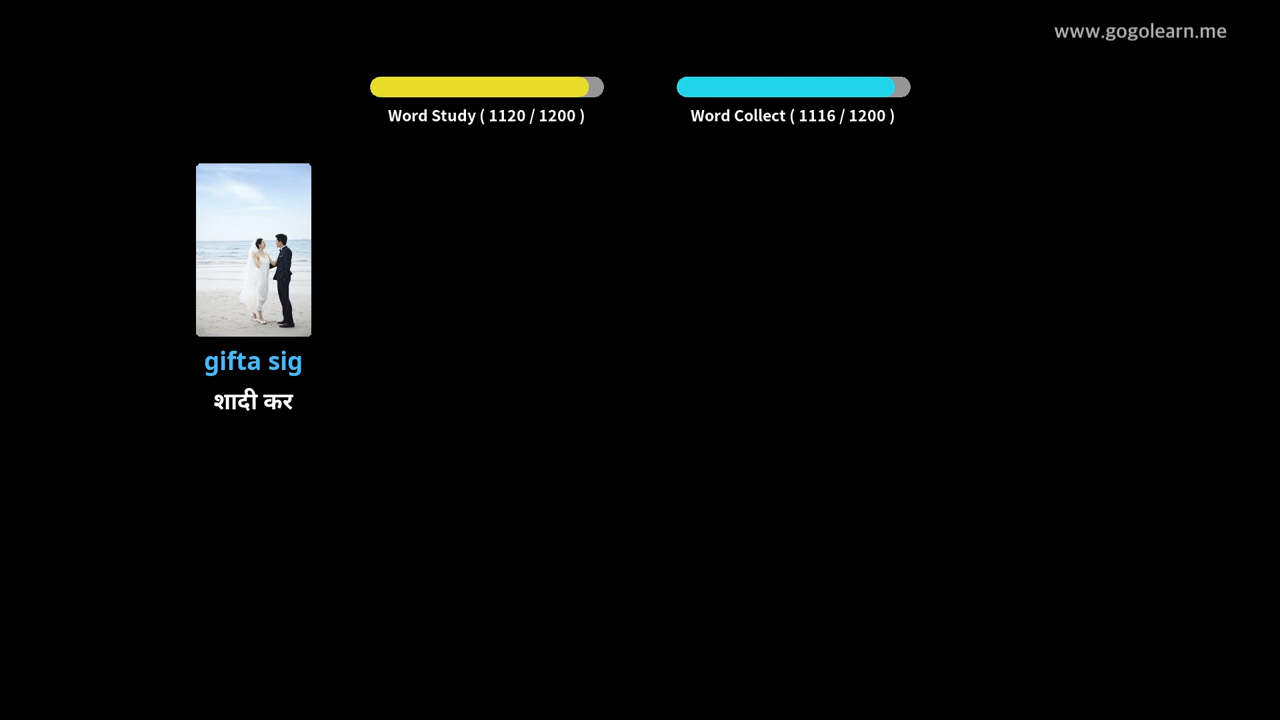 www.gogolearn.me
Word Study ( 1120 / 1200 )
Word Collect ( 1116 / 1200 )
gifta sig
शादी कर